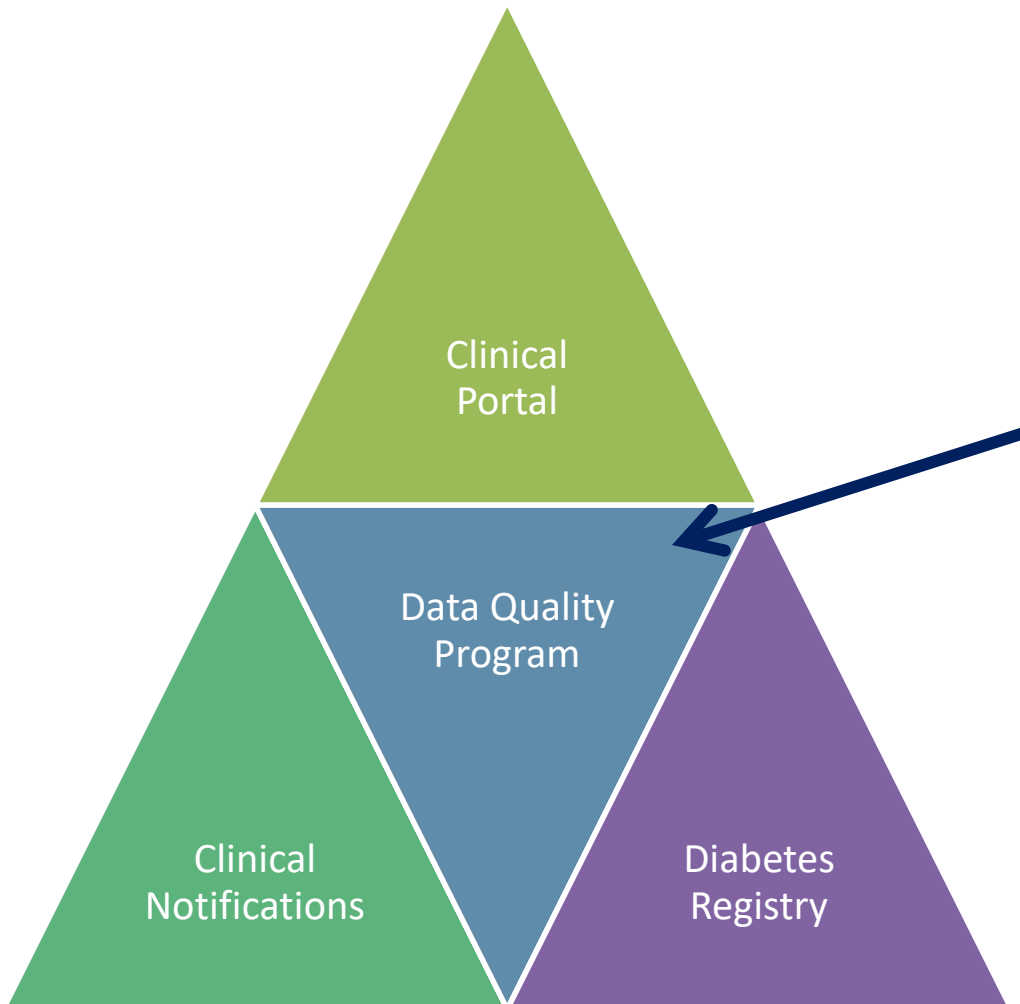 Clinical
Portal
Data Quality
Program
Clinical
Notifications
Diabetes
Registry